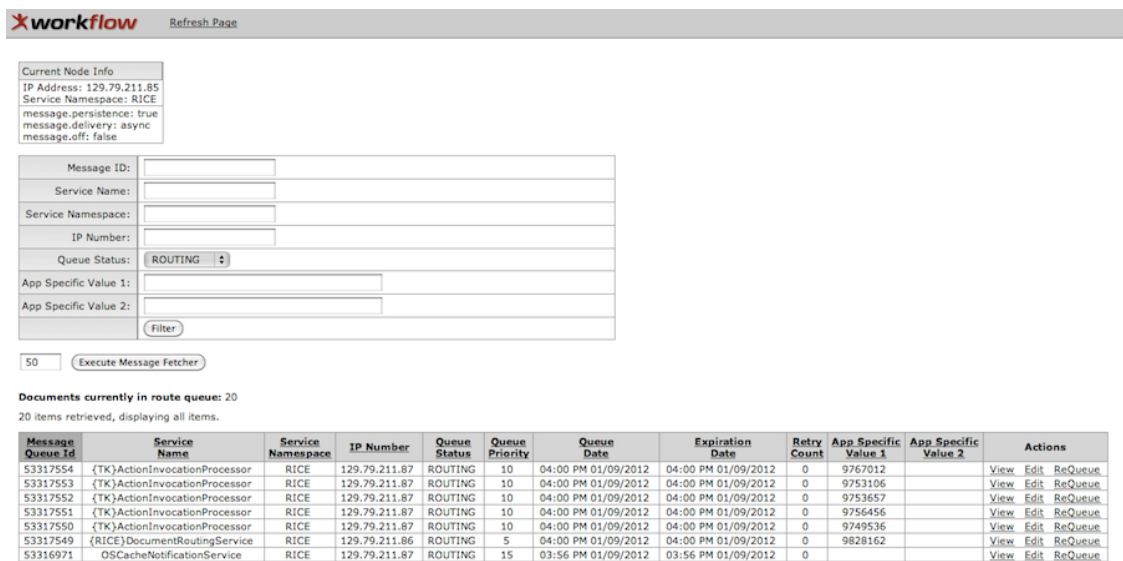 workflow Refresh Page
Current Node Info
IP Address: 129.79.211.85
Service Namespace: RICE
message.persistence: true
message.delivery: async
message.off: false
Message ID:
Service Name:
Service Namespace:
IP Number:
Queue Status: ROUTING
App Specific Value 1:
App Specific Value 2:
Filter
50 Execute Message Fetcher
Documents currently in route queue: 20
20 items retrieved, displaying all items.
Message Queue Id Service Name Service Namespace IP Number Queue Status Queue Priority Queue Date Expiration Date Retry Count App Specific Value 1 App Specific Value 2 Actions
53317554 {TK}ActionInvocationProcessor RICE 129.79.211.87 ROUTING 10 04:00 PM 01/09/2012 04:00 PM 01/09/2012 0 9767012 View Edit ReQueue
53317553 {TK}ActionInvocationProcessor RICE 129.79.211.87 ROUTING 10 04:00 PM 01/09/2012 04:00 PM 01/09/2012 0 9753106 View Edit ReQueue
53317552 {TK}ActionInvocationProcessor RICE 129.79.211.87 ROUTING 10 04:00 PM 01/09/2012 04:00 PM 01/09/2012 0 9753657 View Edit ReQueue
53317551 {TK}ActionInvocationProcessor RICE 129.79.211.87 ROUTING 10 04:00 PM 01/09/2012 04:00 PM 01/09/2012 0 9756456 View Edit ReQueue
53317550 {TK}ActionInvocationProcessor RICE 129.79.211.87 ROUTING 10 04:00 PM 01/09/2012 04:00 PM 01/09/2012 0 9749536 View Edit ReQueue
53317549 {RICE}DocumentRoutingService RICE 129.79.211.86 ROUTING 5 04:00 PM 01/09/2012 04:00 PM 01/09/2012 0 9828162 View Edit ReQueue
53316971 OSCacheNotificationService RICE 129.79.211.87 ROUTING 15 03:56 PM 01/09/2012 03:56 PM 01/09/2012 0 View Edit ReQueue